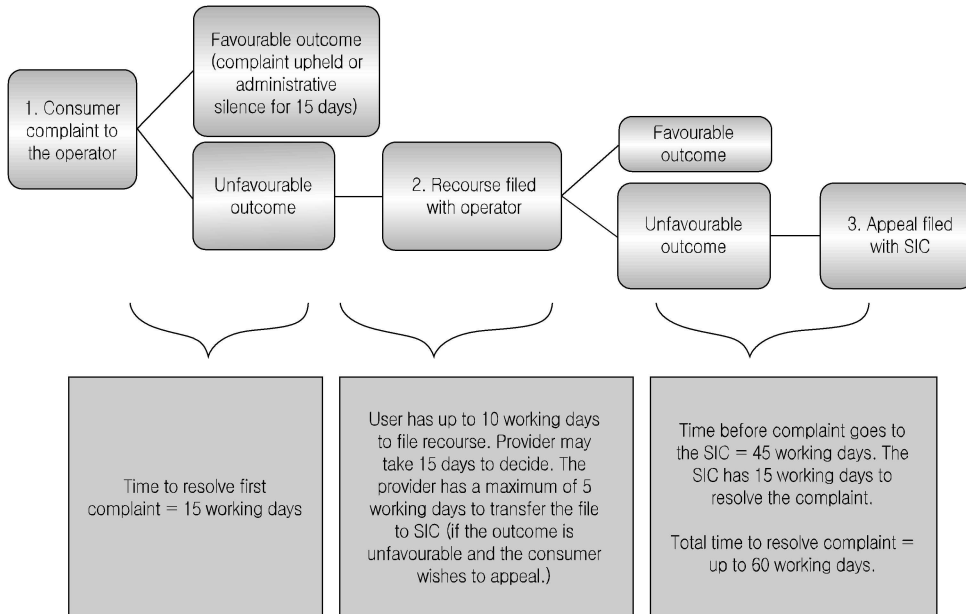 1. Consumer
complaint to
the operator
Favourable outcome
(complaint upheld or
administrative
silence for 15 days)
Unfavourable
outcome
2. Recourse filed
with operator
Favourable
outcome
Unfavourable
outcome
3. Appeal filed
with SIC
Time to resolve first
complaint = 15 working days
User has up to 10 working days
to file recourse. Provider may
take 15 days to decide. The
provider has a maximum of 5
working days to transfer the file
to SIC (if the outcome is
unfavourable and the consumer
wishes to appeal.)
Time before complaint goes to
the SIC = 45 working days. The
SIC has 15 working days to
resolve the complaint.
Total time to resolve complaint =
up to 60 working days.